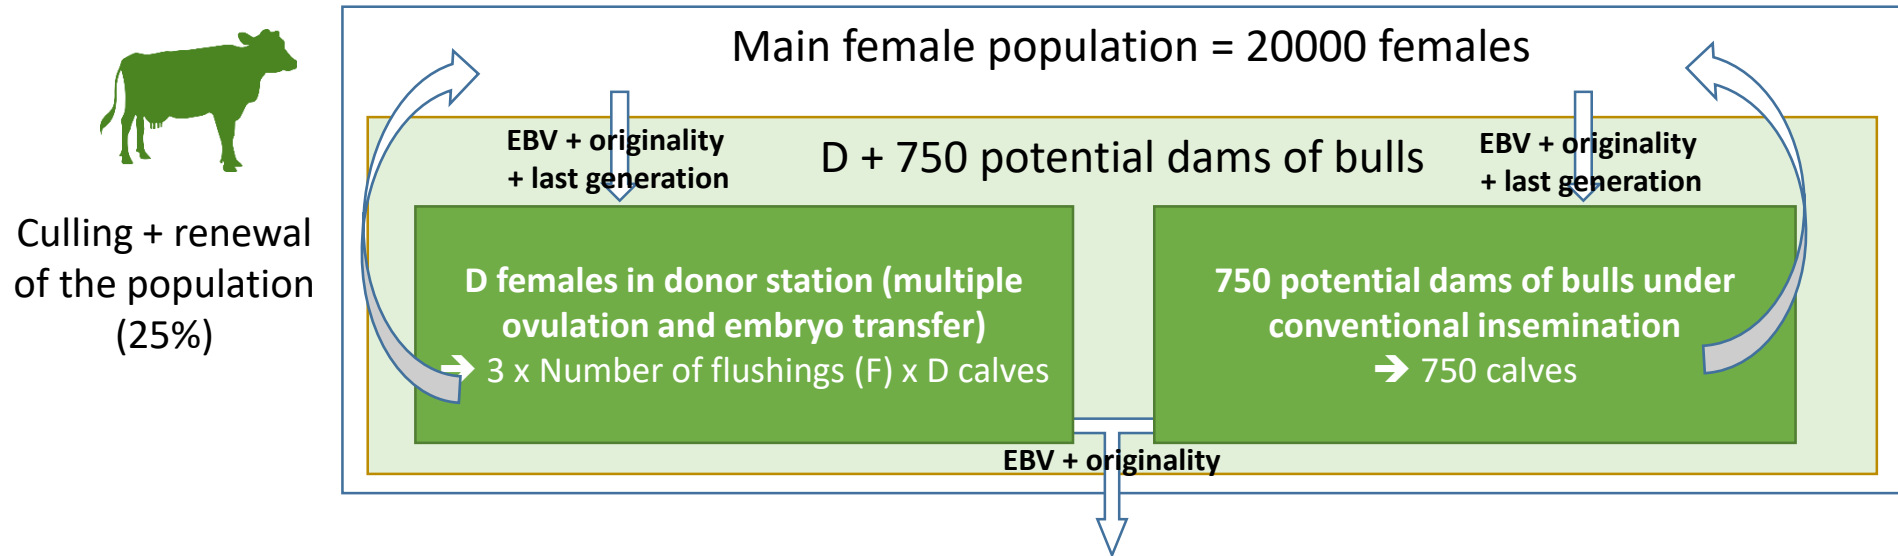 Main female population = 20000 females
EBV + originality
+ last generation
D + 750 potential dams of bulls
EBV + originality
+ last generation
Culling + renewal
of the population
(25%)
D females in donor station (multiple
ovulation and embryo transfer)
➔ 3 x Number of flushings (F) x D calves
750 potential dams of bulls under
conventional insemination
➔ 750 calves
EBV + originality